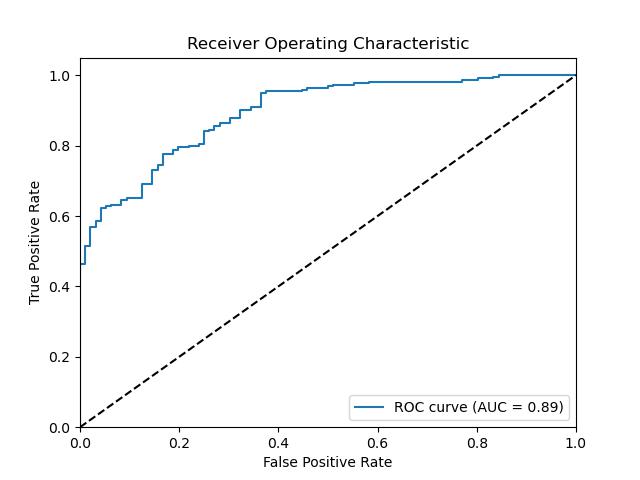 Receiver Operating Characteristic
1.0
0.8
0.6
0.4
0.2
0.0
True Positive Rate
ROC curve (AUC = 0.89)
0.0 0.2 0.4 0.6 0.8 1.0
False Positive Rate